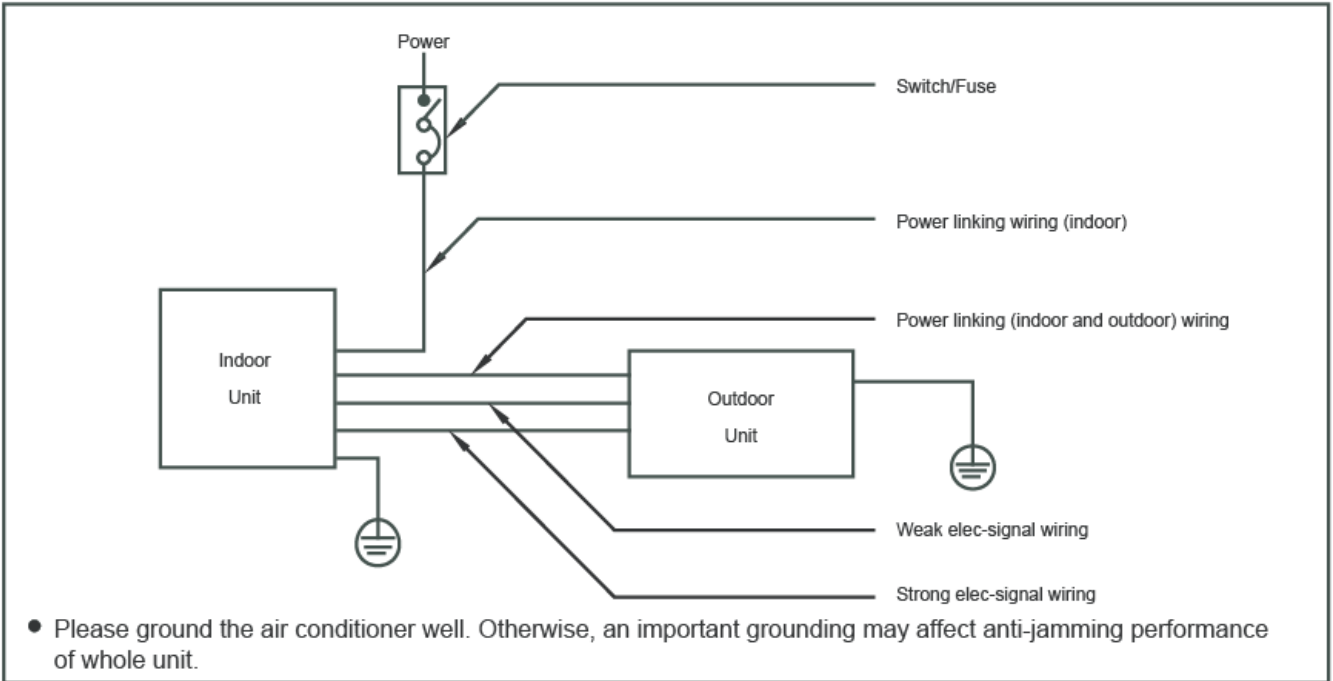 Power
Switch/Fuse
Power linking wiring (indoor)
Power linking (indoor and outdoor) wiring
Indoor
Unit
Outdoor
Unit
Weak elec-signal wiring
Strong elec-signal wiring
● Please ground the air conditioner well. Otherwise, an important grounding may affect anti-jamming performance
of whole unit.